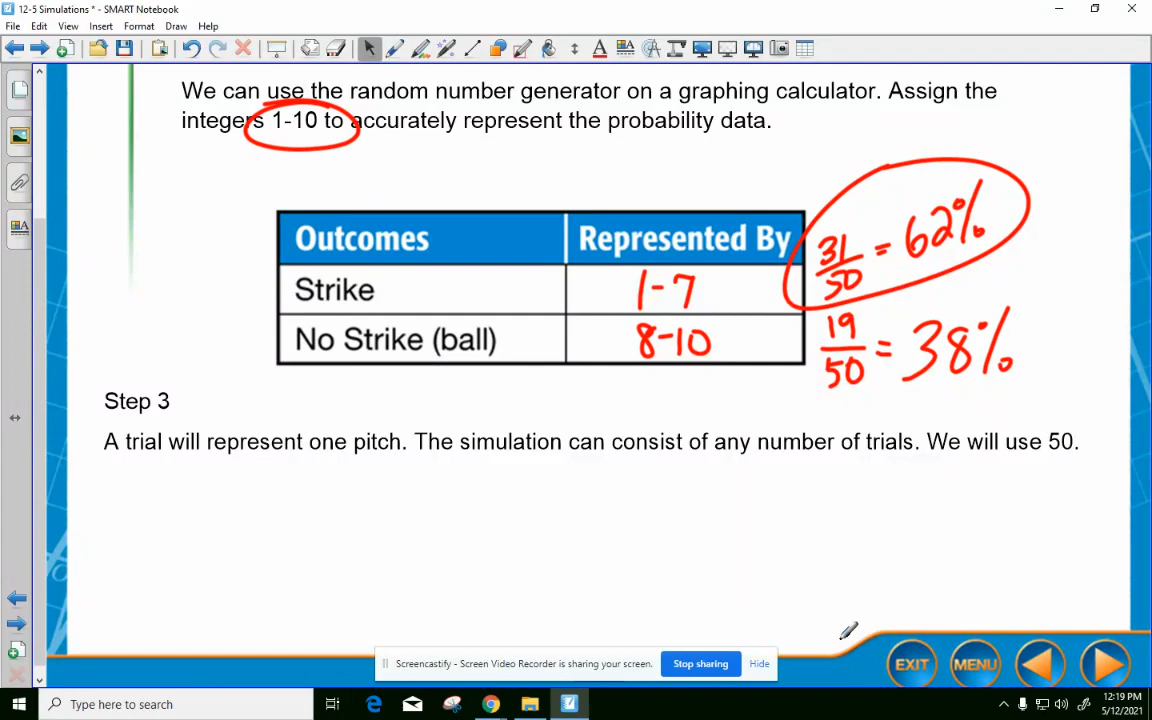 12-5 Simulations * - SMART Notebook
File Edit View Insert Format Draw Help
We can use the random number generator on a graphing calculator. Assign the
integers 1-10 to accurately represent the probability data.
Outcomes Represented By
Strike 1-7
No Strike (ball) 8-10
31/50 = 62%
19/50 = 38%
Step 3
A trial will represent one pitch. The simulation can consist of any number of trials. We will use 50.
Screencastify - Screen Video Recorder is sharing your screen. Stop sharing Hide
EXIT MENU
Type here to search
12:19 PM
5/12/2021